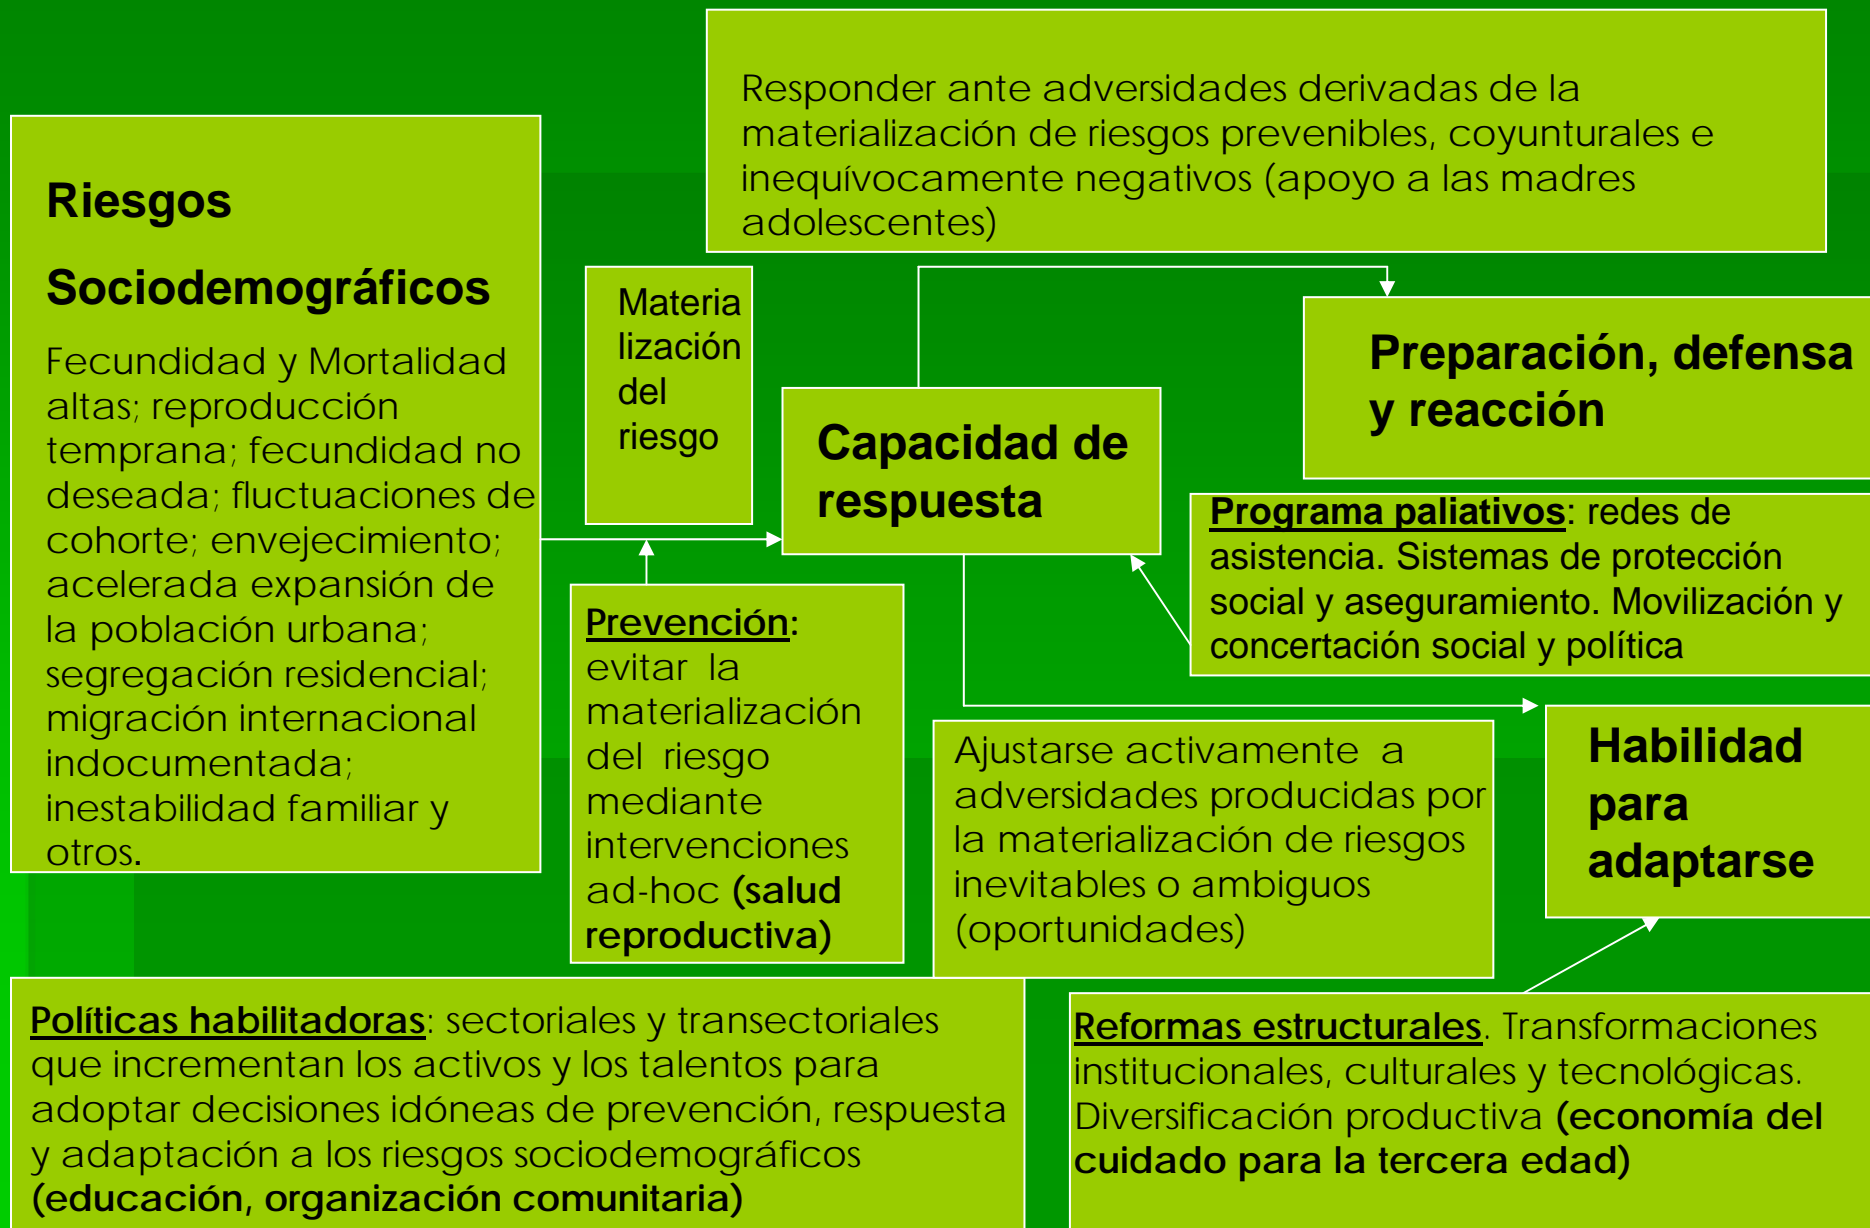 Responder ante adversidades derivadas de la
materialización de riesgos prevenibles, coyunturales e
inequívocamente negativos (apoyo a las madres
adolescentes)
Riesgos
Sociodemográficos
Fecundidad y Mortalidad
altas; reproducción
temprana; fecundidad no
deseada; fluctuaciones de
cohorte; envejecimiento;
acelerada expansión de
la población urbana;
segregación residencial;
migración internacional
indocumentada;
inestabilidad familiar y
otros.
Materia
lización
del
riesgo
Capacidad de
respuesta
Preparación, defensa
y reacción
Programa paliativos: redes de
asistencia. Sistemas de protección
social y aseguramiento. Movilización y
concertación social y política
Prevención:
evitar la
materialización
del riesgo
mediante
intervenciones
ad-hoc (salud
reproductiva)
Ajustarse activamente a
adversidades producidas por
la materialización de riesgos
inevitables o ambiguos
(oportunidades)
Habilidad
para
adaptarse
Políticas habilitadoras: sectoriales y transectoriales
que incrementan los activos y los talentos para
adoptar decisiones idóneas de prevención, respuesta
y adaptación a los riesgos sociodemográficos
(educación, organización comunitaria)
Reformas estructurales. Transformaciones
institucionales, culturales y tecnológicas.
Diversificación productiva (economía del
cuidado para la tercera edad)